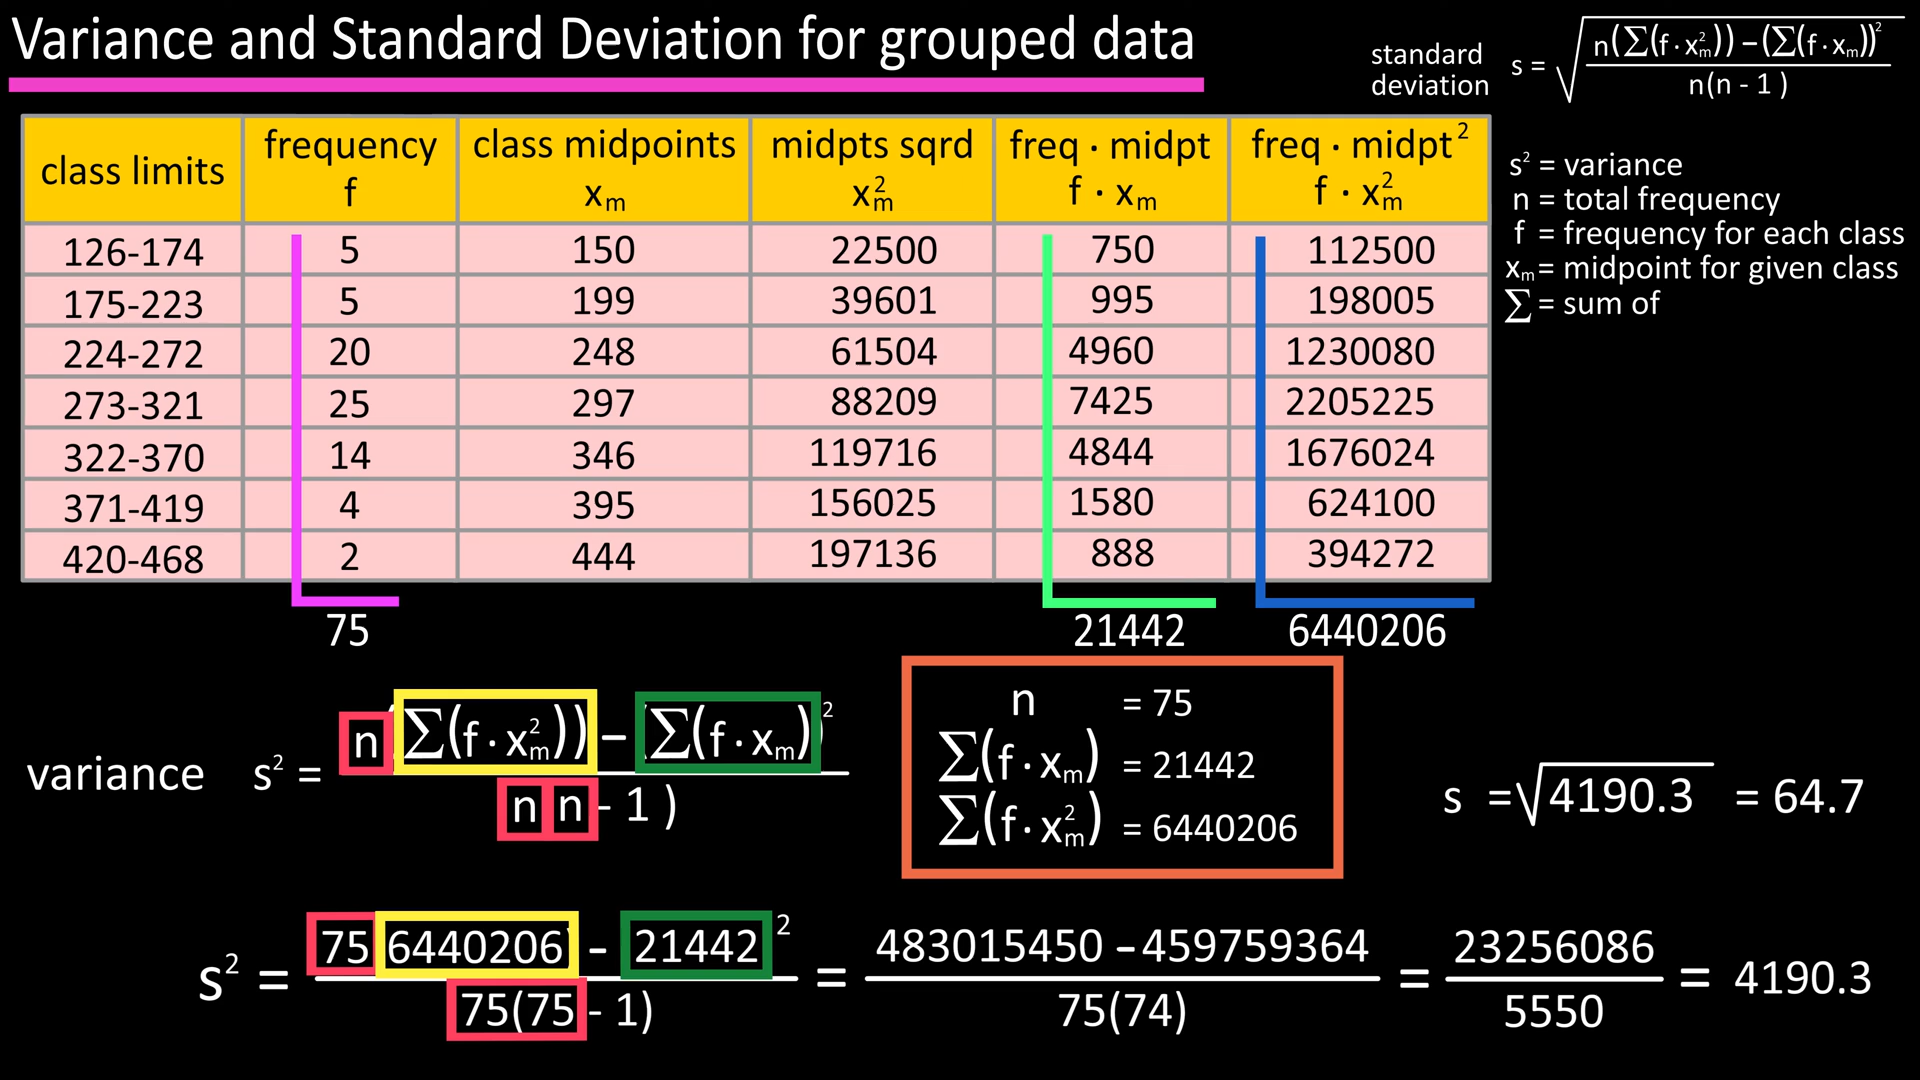 Variance and Standard Deviation for grouped data
standard deviation s = √ n(∑(f·xm²)) – (∑(f·xm))² / n(n - 1 )
class limits | frequency f | class midpoints xm | midpts sqrd xm² | freq · midpt f · xm | freq · midpt² f · xm²
126-174 5 150 22500 750 112500
175-223 5 199 39601 995 198005
224-272 20 248 61504 4960 1230080
273-321 25 297 88209 7425 2205225
322-370 14 346 119716 4844 1676024
371-419 4 395 156025 1580 624100
420-468 2 444 197136 888 394272
75 21442 6440206
s² = variance
n = total frequency
f = frequency for each class
xm = midpoint for given class
∑ = sum of
variance s² = n(∑(f·xm²)) – (∑(f·xm))² / n n - 1 )
n = 75
∑(f·xm) = 21442
∑(f·xm²) = 6440206
s = √4190.3 = 64.7
s² = 75 6440206) - 21442² / 75(75 - 1) = 483015450 – 459759364 / 75(74) = 23256086 / 5550 = 4190.3